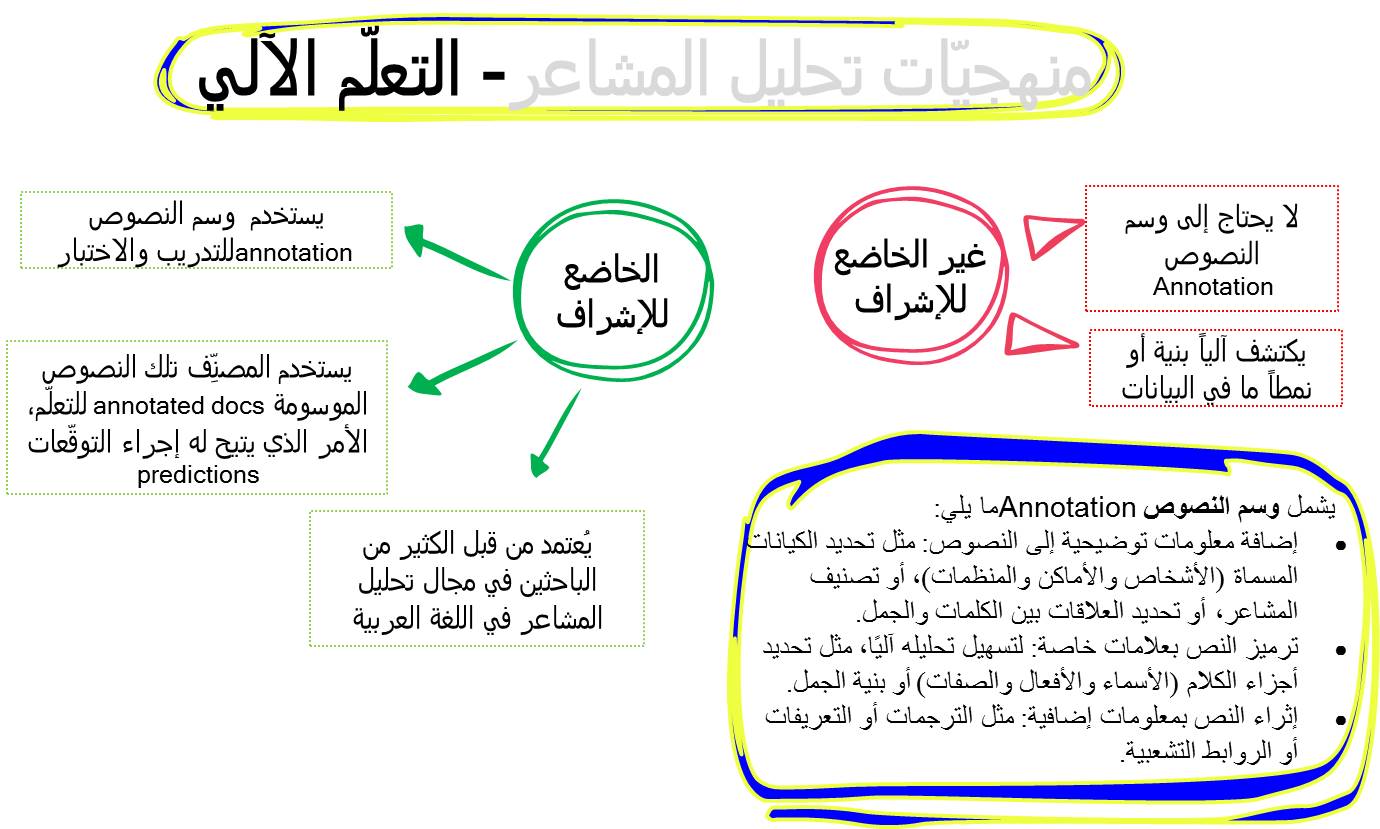 منهجيّات تحليل المشاعر - التعلّم الآلي
غير الخاضع
للإشراف
لا يحتاج إلى وسم
النصوص
Annotation
يكتشف آلياً بنية أو
نمطاً ما في البيانات
الخاضع
للإشراف
يستخدم وسم النصوص
annotationللتدريب والاختبار
يستخدم المصنِّف تلك النصوص
الموسومة annotated docs للتعلّم،
الأمر الذي يتيح له إجراء التوقّعات
predictions
يُعتمد من قبل الكثير من
الباحثين في مجال تحليل
المشاعر في اللغة العربية
يشمل وسم النصوص Annotationما يلي:
• إضافة معلومات توضيحية إلى النصوص: مثل تحديد الكيانات
المسماة (الأشخاص والأماكن والمنظمات)، أو تصنيف
المشاعر، أو تحديد العلاقات بين الكلمات والجمل.
• ترميز النص بعلامات خاصة: لتسهيل تحليله آليًا، مثل تحديد
أجزاء الكلام (الأسماء والأفعال والصفات) أو بنية الجمل.
• إثراء النص بمعلومات إضافية: مثل الترجمات أو التعريفات
أو الروابط التشعبية.